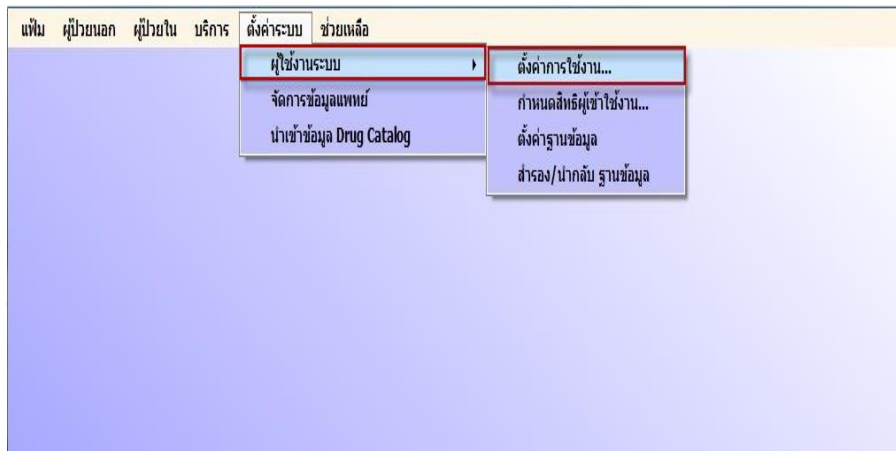 แฟ้ม ผู้ป่วยนอก ผู้ป่วยใน บริการ ตั้งค่าระบบ ช่วยเหลือ
ผู้ใช้งานระบบ
จัดการข้อมูลแพทย์
นำเข้าข้อมูล Drug Catalog
ตั้งค่าการใช้งาน...
กำหนดสิทธิผู้เข้าใช้งาน...
ตั้งค่าฐานข้อมูล
สำรอง/นำกลับ ฐานข้อมูล